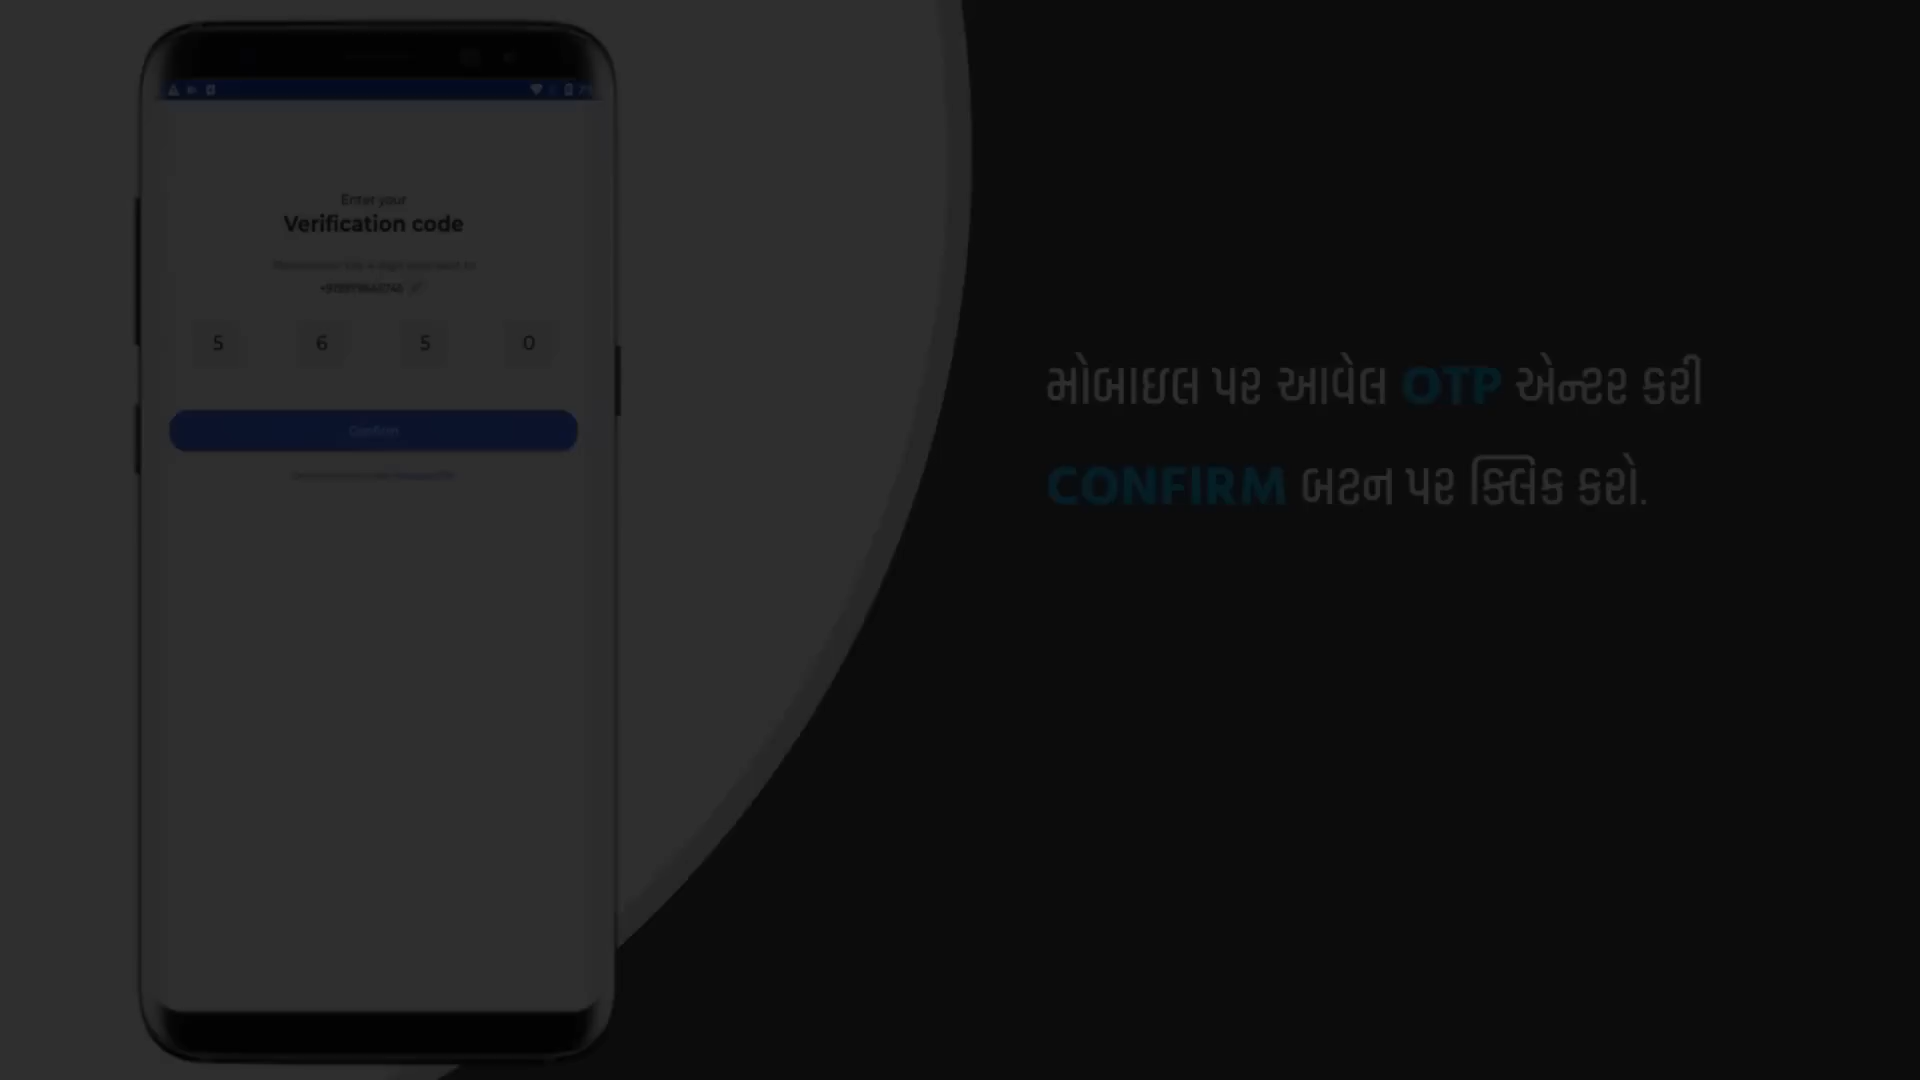 Enter your
Verification code
5 6 5 0
Confirm
મોબાઇલ પર આવેલ OTP એન્ટર કરી
CONFIRM બટન પર ક્લિક કરો.